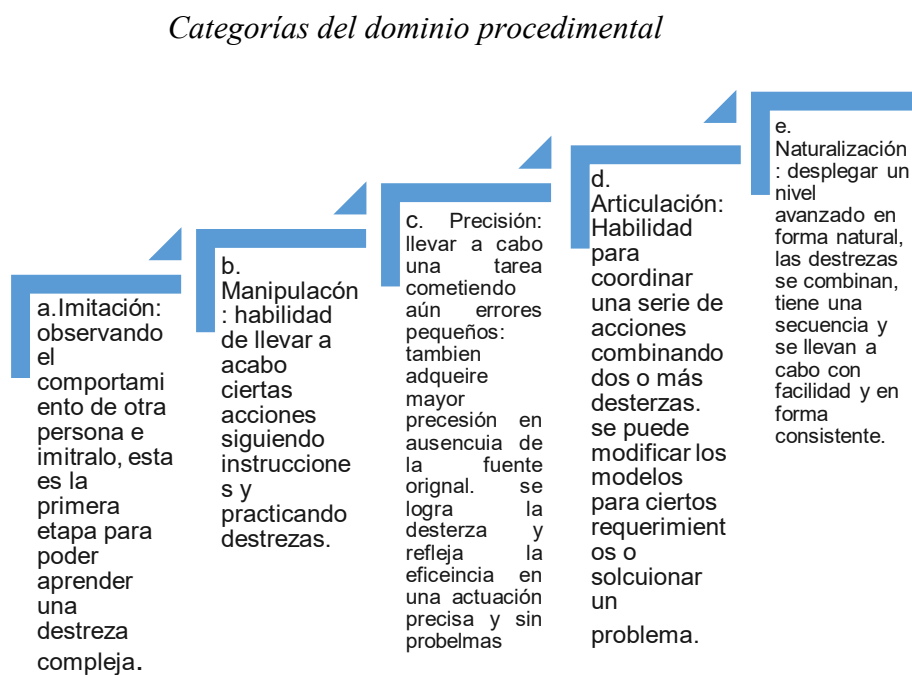 Categorías del dominio procedimental
a.Imitación:
observando
el
comportami
ento de otra
persona e
imitralo, esta
es la
primera
etapa para
poder
aprender
una
destreza
compleja.
b.
Manipulacón
: habilidad
de llevar a
acabo
ciertas
acciones
siguiendo
instruccione
s y
practicando
destrezas.
c. Precisión:
llevar a cabo
una tarea
cometiendo
aún errores
pequeños:
tambien
adqueire
mayor
precesión en
ausencuia de
la fuente
orignal. se
logra la
desterza y
refleja la
eficeincia en
una actuación
precisa y sin
probelmas
d.
Articulación:
Habilidad
para
coordinar
una serie de
acciones
combinando
dos o más
desterzas.
se puede
modificar los
modelos
para ciertos
requerimient
os o
solcuionar
un
problema.
e.
Naturalización
: desplegar un
nivel
avanzado en
forma natural,
las destrezas
se combinan,
tiene una
secuencia y
se llevan a
cabo con
facilidad y en
forma
consistente.